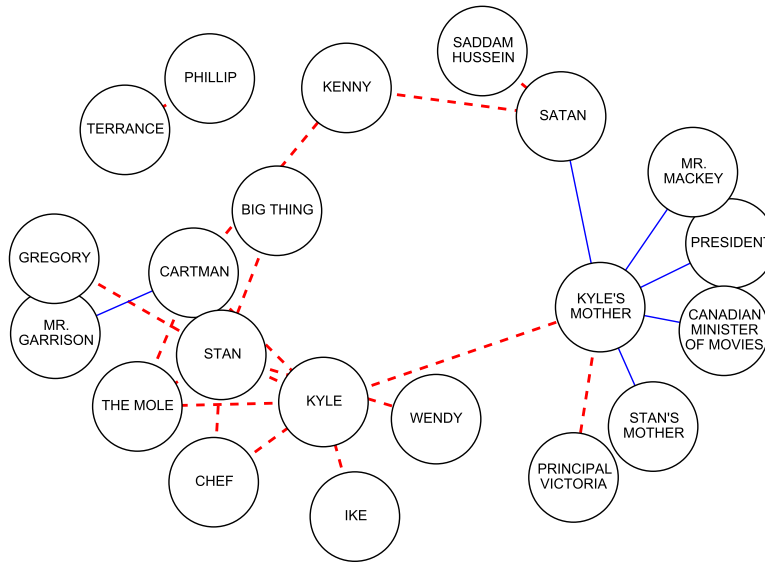 SADDAM
HUSSEIN
PHILLIP
KENNY
TERRANCE
SATAN
MR.
MACKEY
BIG THING
PRESIDENT
GREGORY
CARTMAN
KYLE'S
MOTHER
CANADIAN
MINISTER
OF MOVIES
MR.
GARRISON
STAN
THE MOLE
KYLE
WENDY
STAN'S
MOTHER
CHEF
PRINCIPAL
VICTORIA
IKE